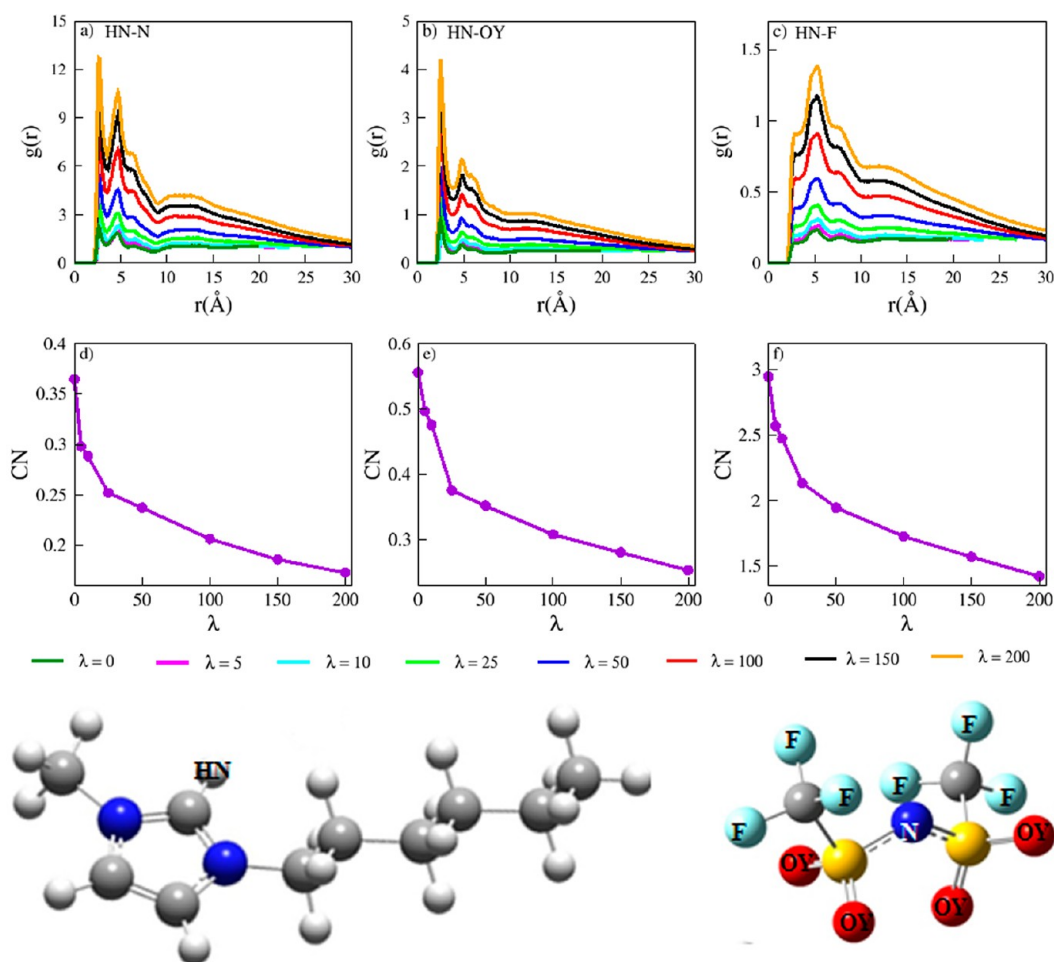 a) HN-N
15
12
9
6
3
0
g(r)
0 5 10 15 20 25 30
r(Å)
b) HN-OY
5
4
3
2
1
0
g(r)
0 5 10 15 20 25 30
r(Å)
c) HN-F
1.5
1
0.5
0
g(r)
0 5 10 15 20 25 30
r(Å)
d)
0.4
0.35
0.3
0.25
0.2
CN
0 50 100 150 200
λ
e)
0.6
0.5
0.4
0.3
CN
0 50 100 150 200
λ
f)
3
2.5
2
1.5
CN
0 50 100 150 200
λ
λ = 0 λ = 5 λ = 10 λ = 25 λ = 50 λ = 100 λ = 150 λ = 200
HN
F F
F F F
F N
OY OY
OY OY